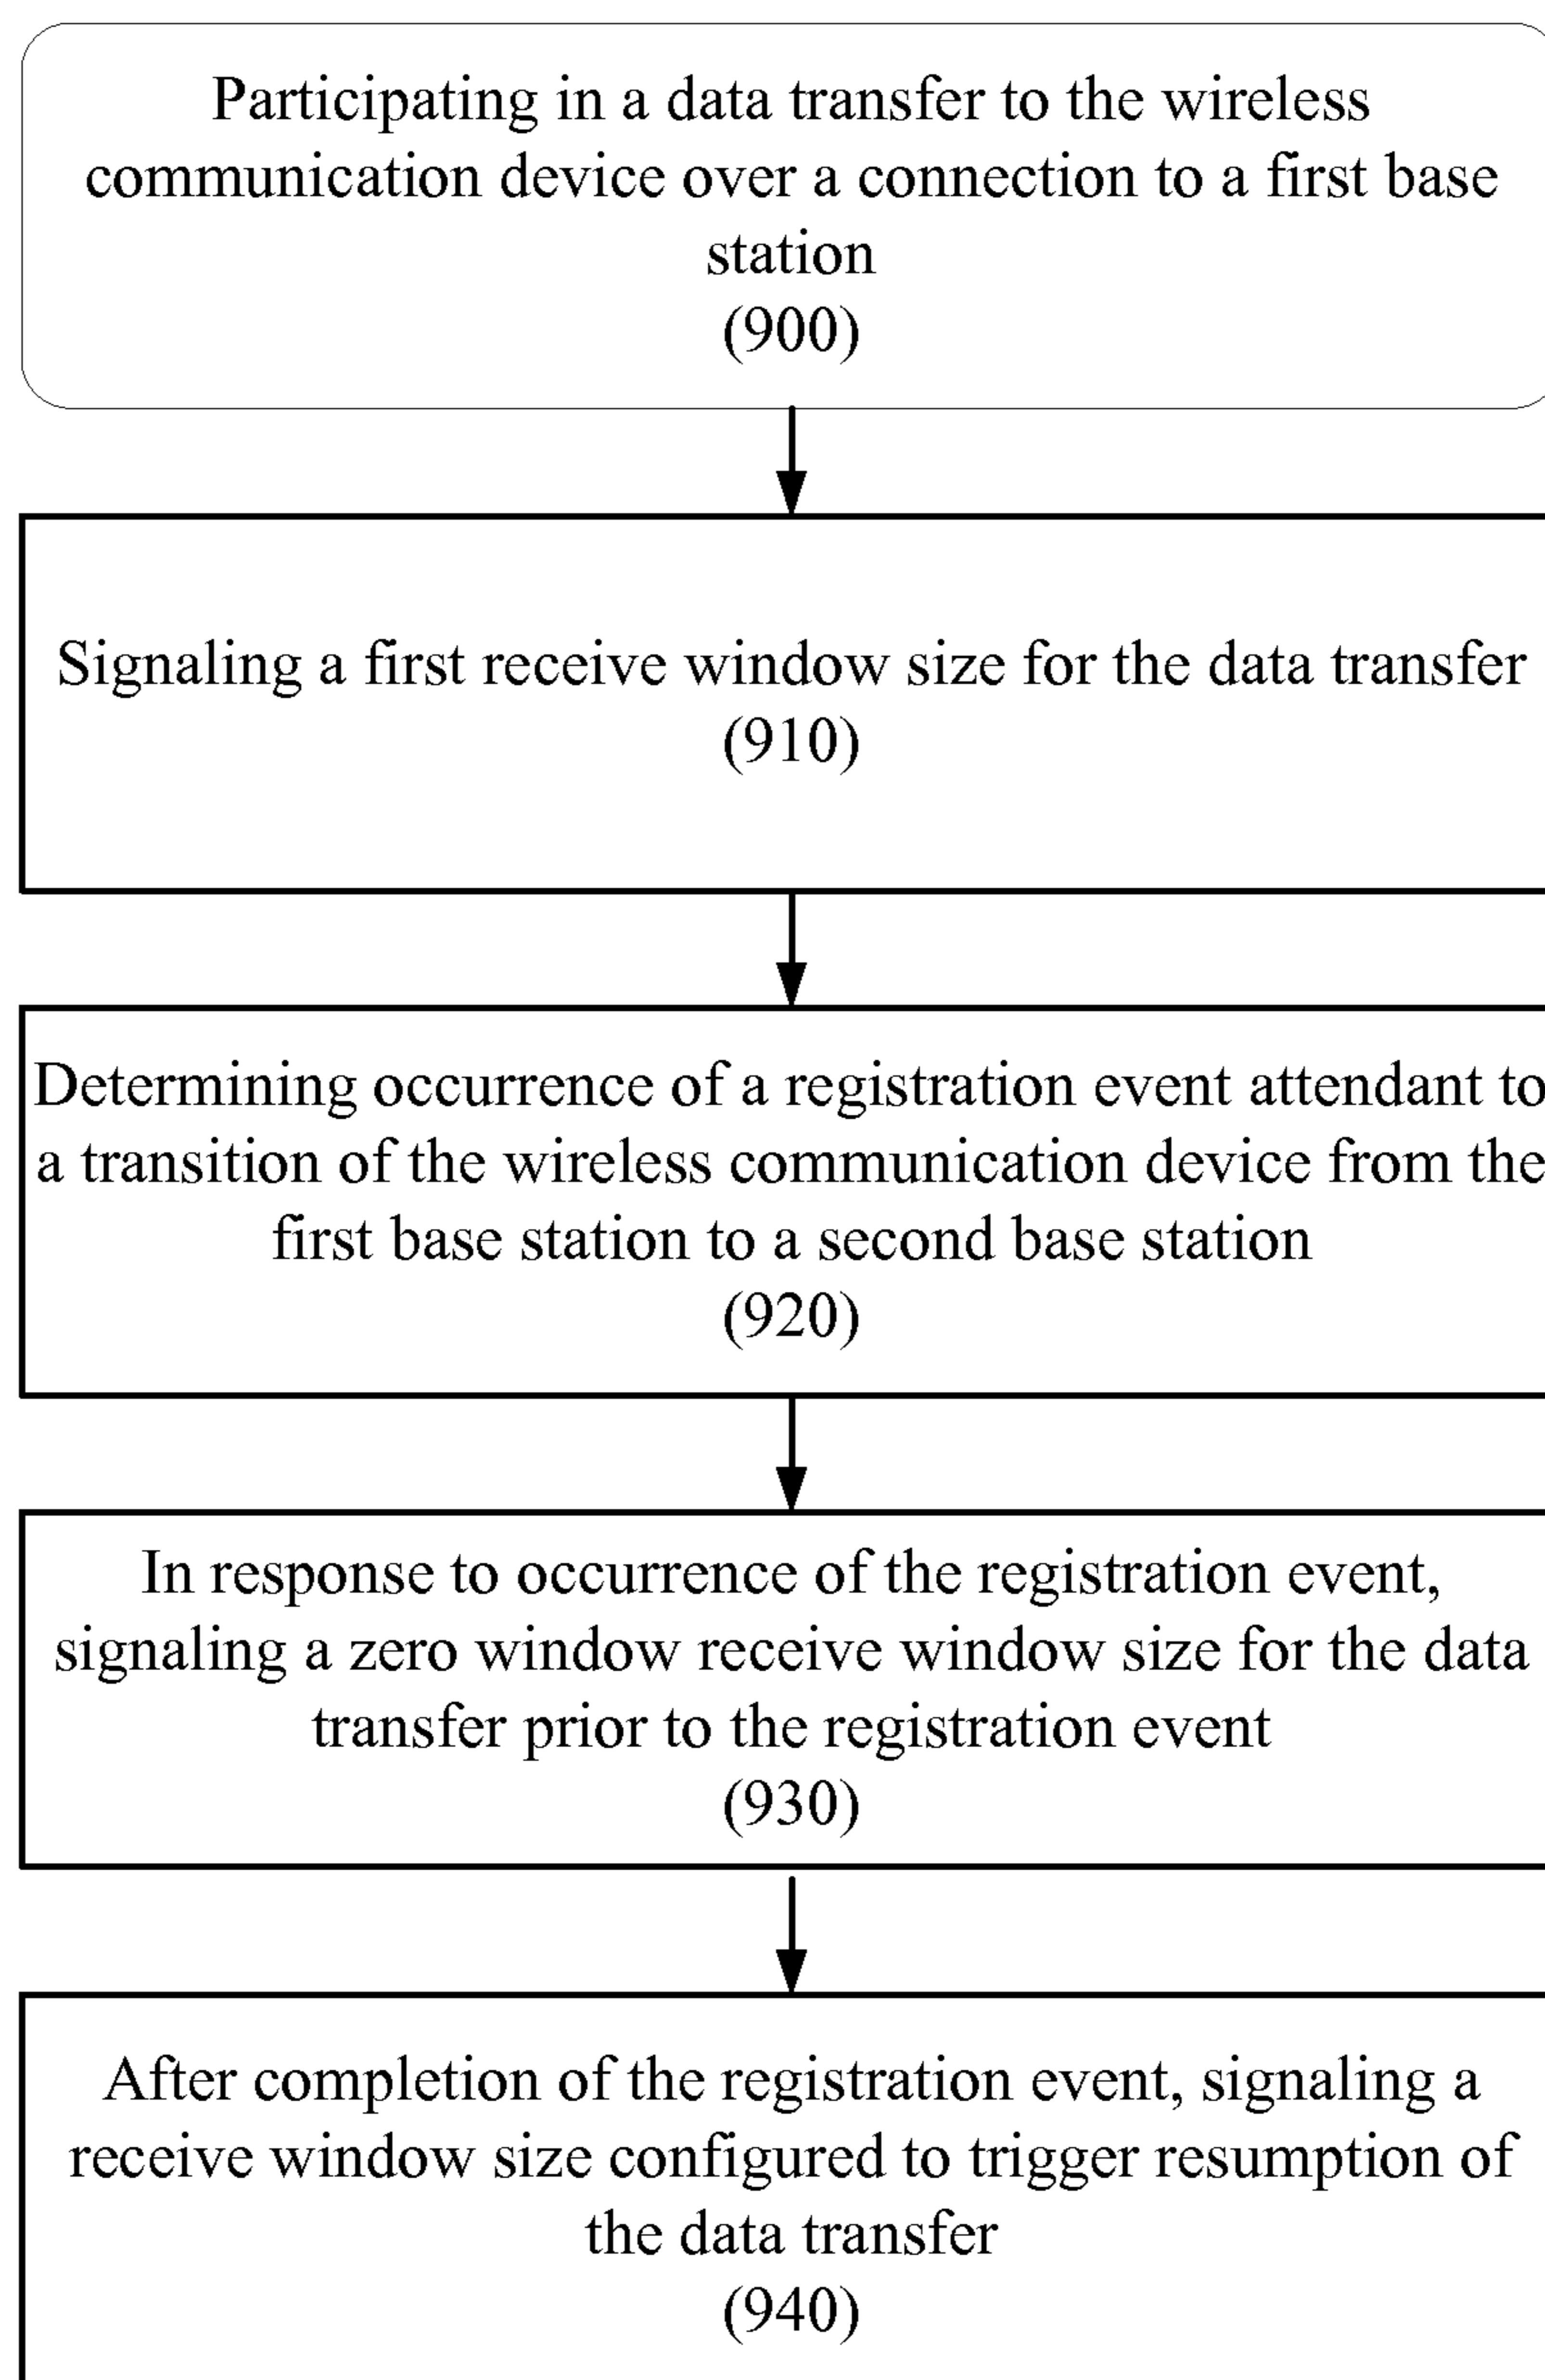 Participating in a data transfer to the wireless
communication device over a connection to a first base
station
(900)
Signaling a first receive window size for the data transfer
(910)
Determining occurrence of a registration event attendant to
a transition of the wireless communication device from the
first base station to a second base station
(920)
In response to occurrence of the registration event,
signaling a zero window receive window size for the data
transfer prior to the registration event
(930)
After completion of the registration event, signaling a
receive window size configured to trigger resumption of
the data transfer
(940)